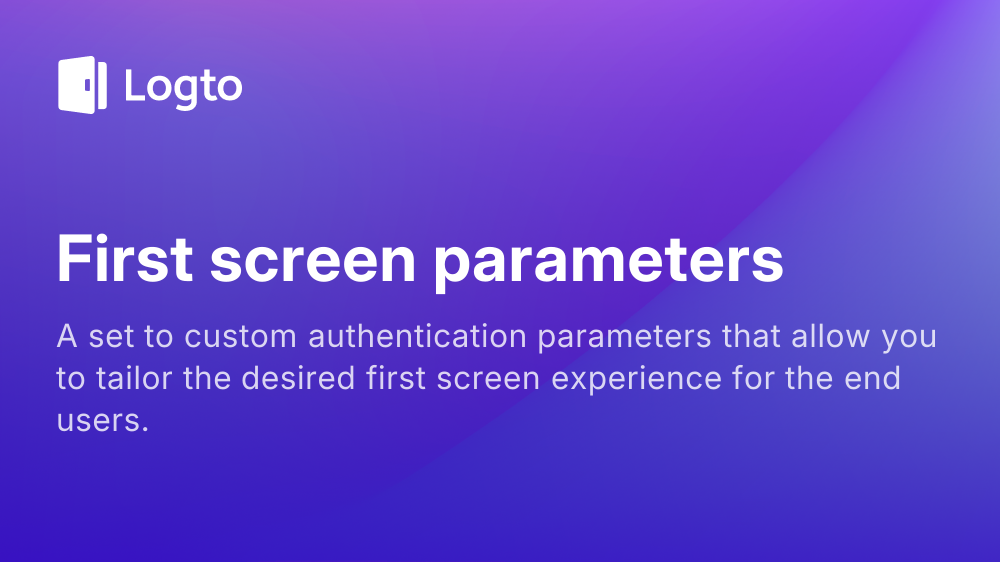 Logto
First screen parameters
A set to custom authentication parameters that allow you
to tailor the desired first screen experience for the end
users.